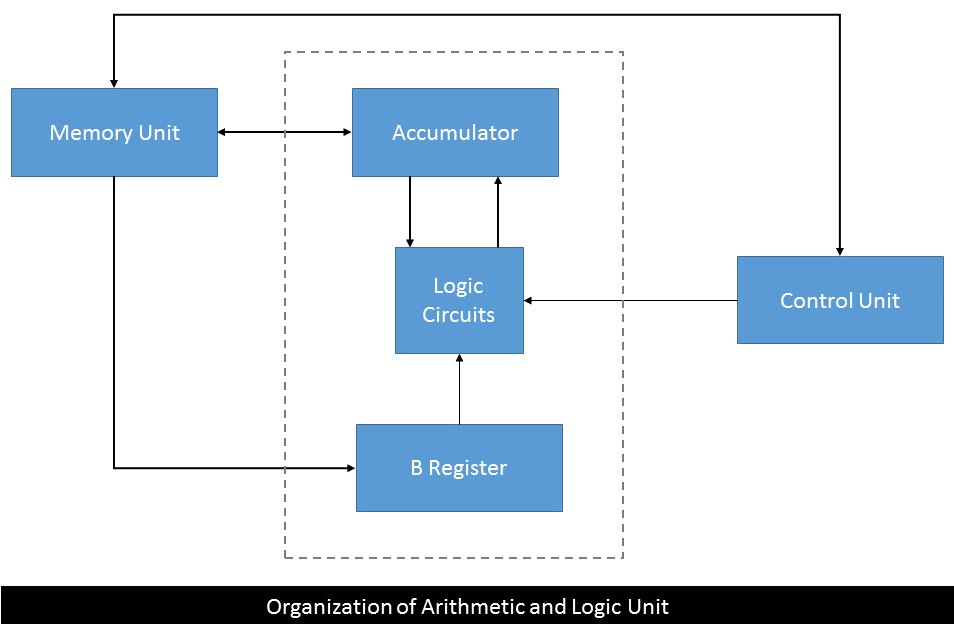 Memory Unit
Accumulator
Logic
Circuits
Control Unit
B Register
Organization of Arithmetic and Logic Unit